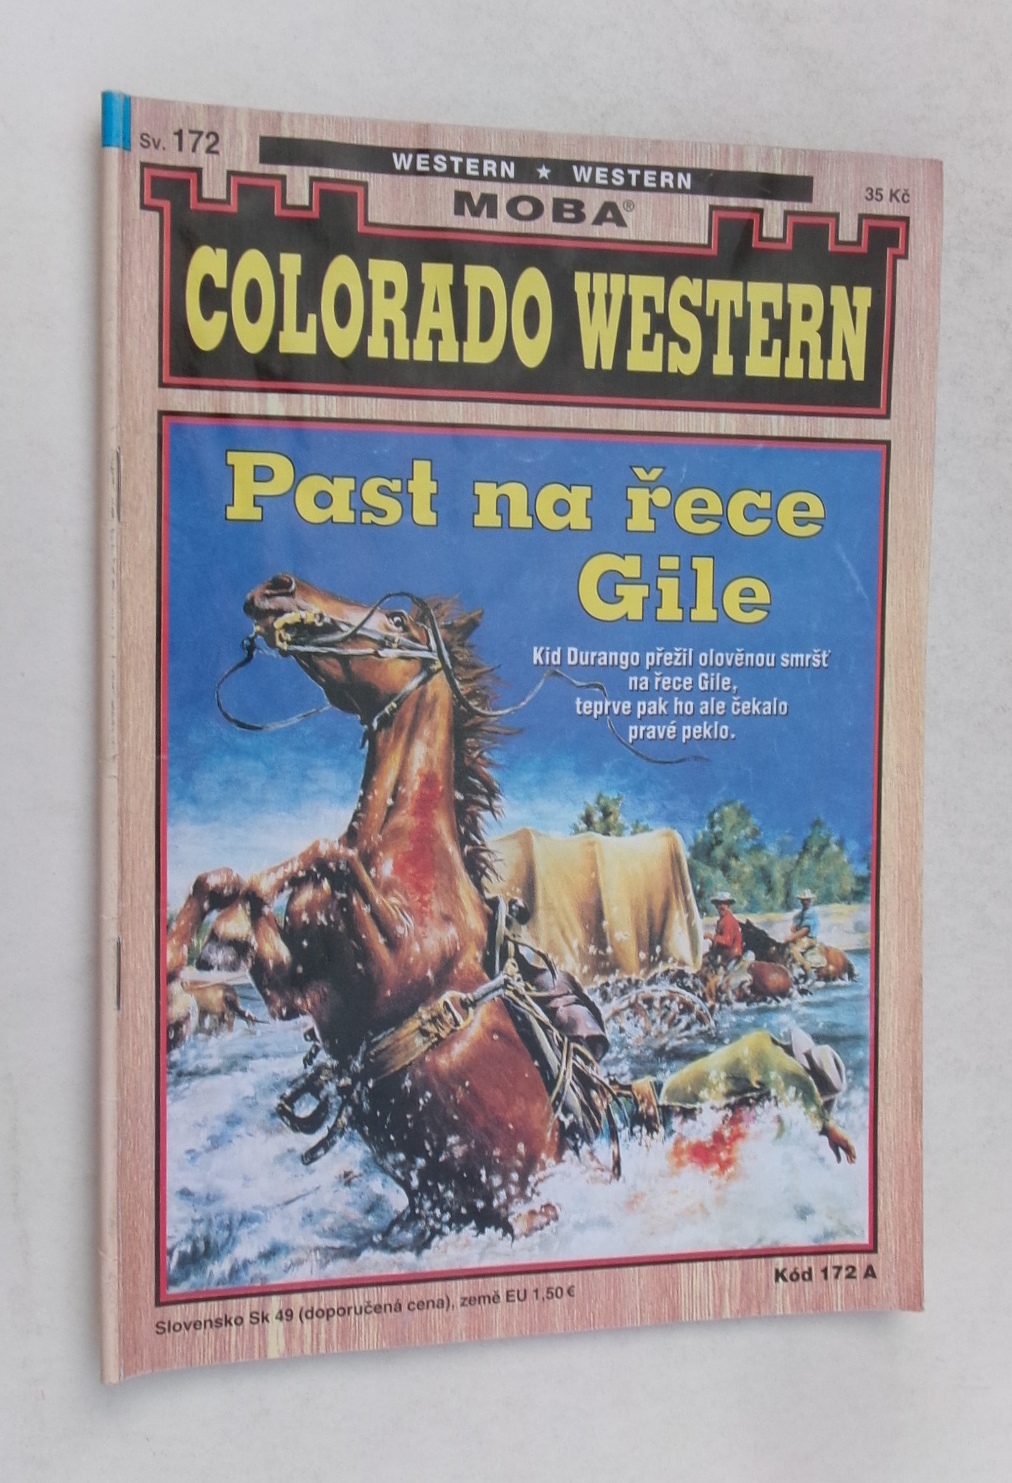 Sv. 172
WESTERN ★ WESTERN
35 Kč
MOBA®
COLORADO WESTERN
Past na řece
Gile
Kid Durango přežil olověnou smršť
na řece Gile,
teprve pak ho ale čekalo
pravé peklo.
Kód 172 A
Slovensko Sk 49 (doporučená cena), země EU 1,50 €